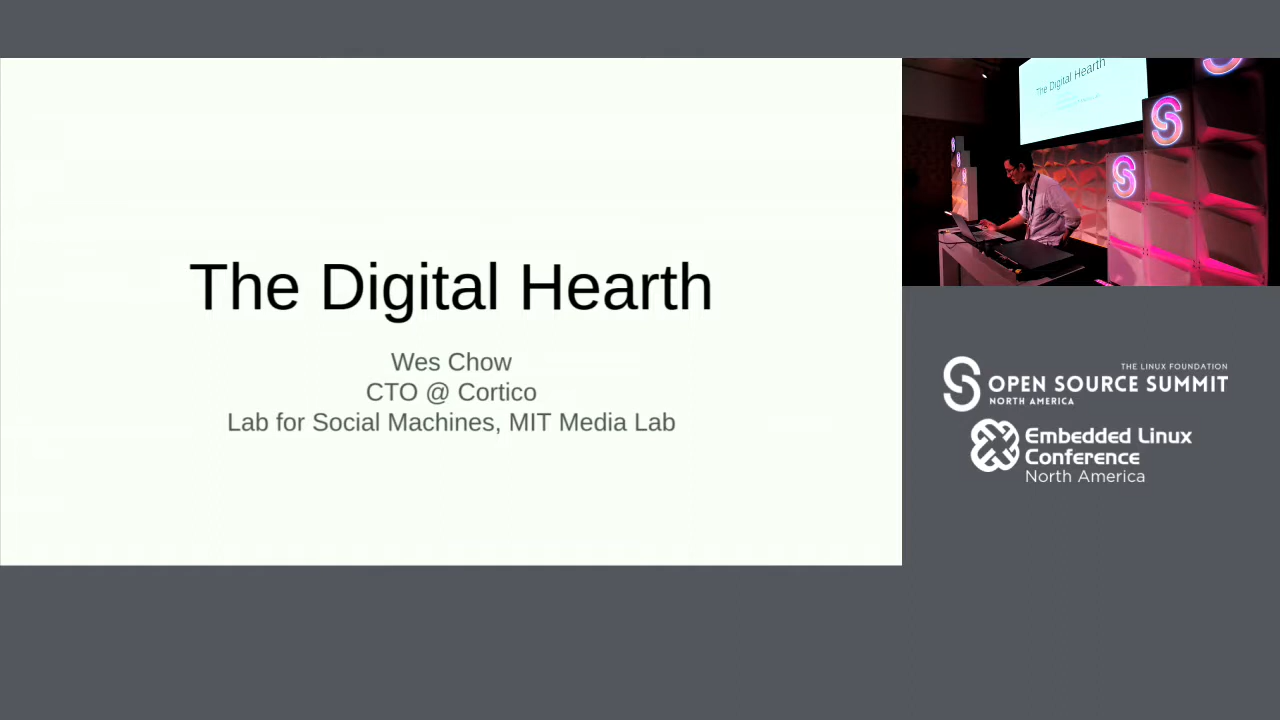 The Digital Hearth
Wes Chow
CTO @ Cortico
Lab for Social Machines, MIT Media Lab
The Digital Hearth
THE LINUX FOUNDATION
OPEN SOURCE SUMMIT
NORTH AMERICA
Embedded Linux
Conference
North America